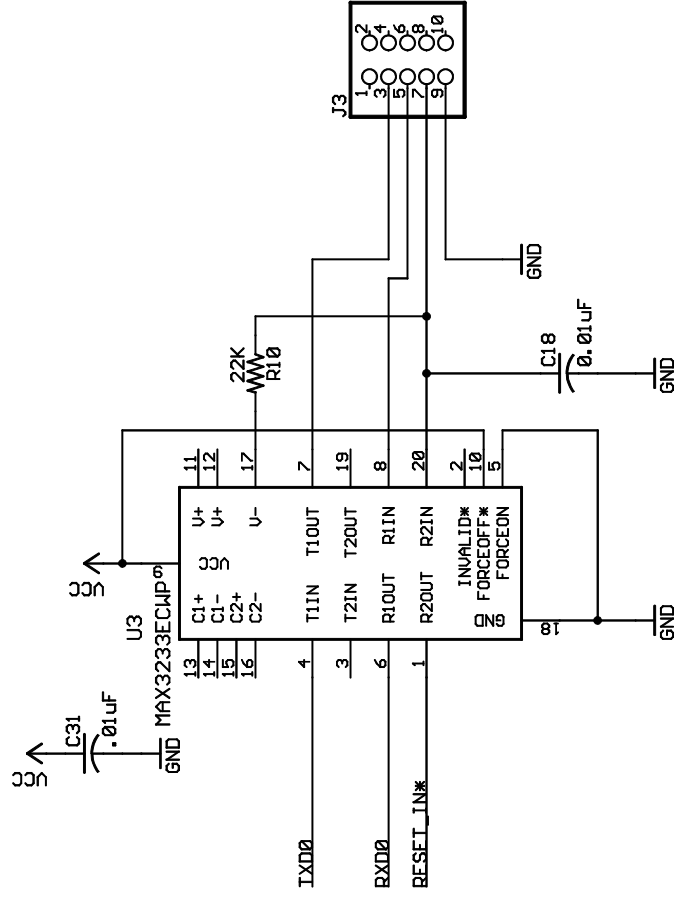 J3
1
3
5
7
9
2
4
6
8
10
GND
22K
R10
C18
0.01uF
GND
VCC
U3
MAX3233ECWP
11
12
17
7
19
8
20
2
10
5
V+
V+
V-
T1OUT
T2OUT
R1IN
R2IN
INVALID*
FORCEOFF*
FORCEON
VCC
9
C1+
C1-
C2+
C2-
T1IN
T2IN
R1OUT
R2OUT
GND
18
13
14
15
16
4
3
6
1
GND
VCC
C31
.01uF
GND
TXD0
RXD0
RESET_IN*